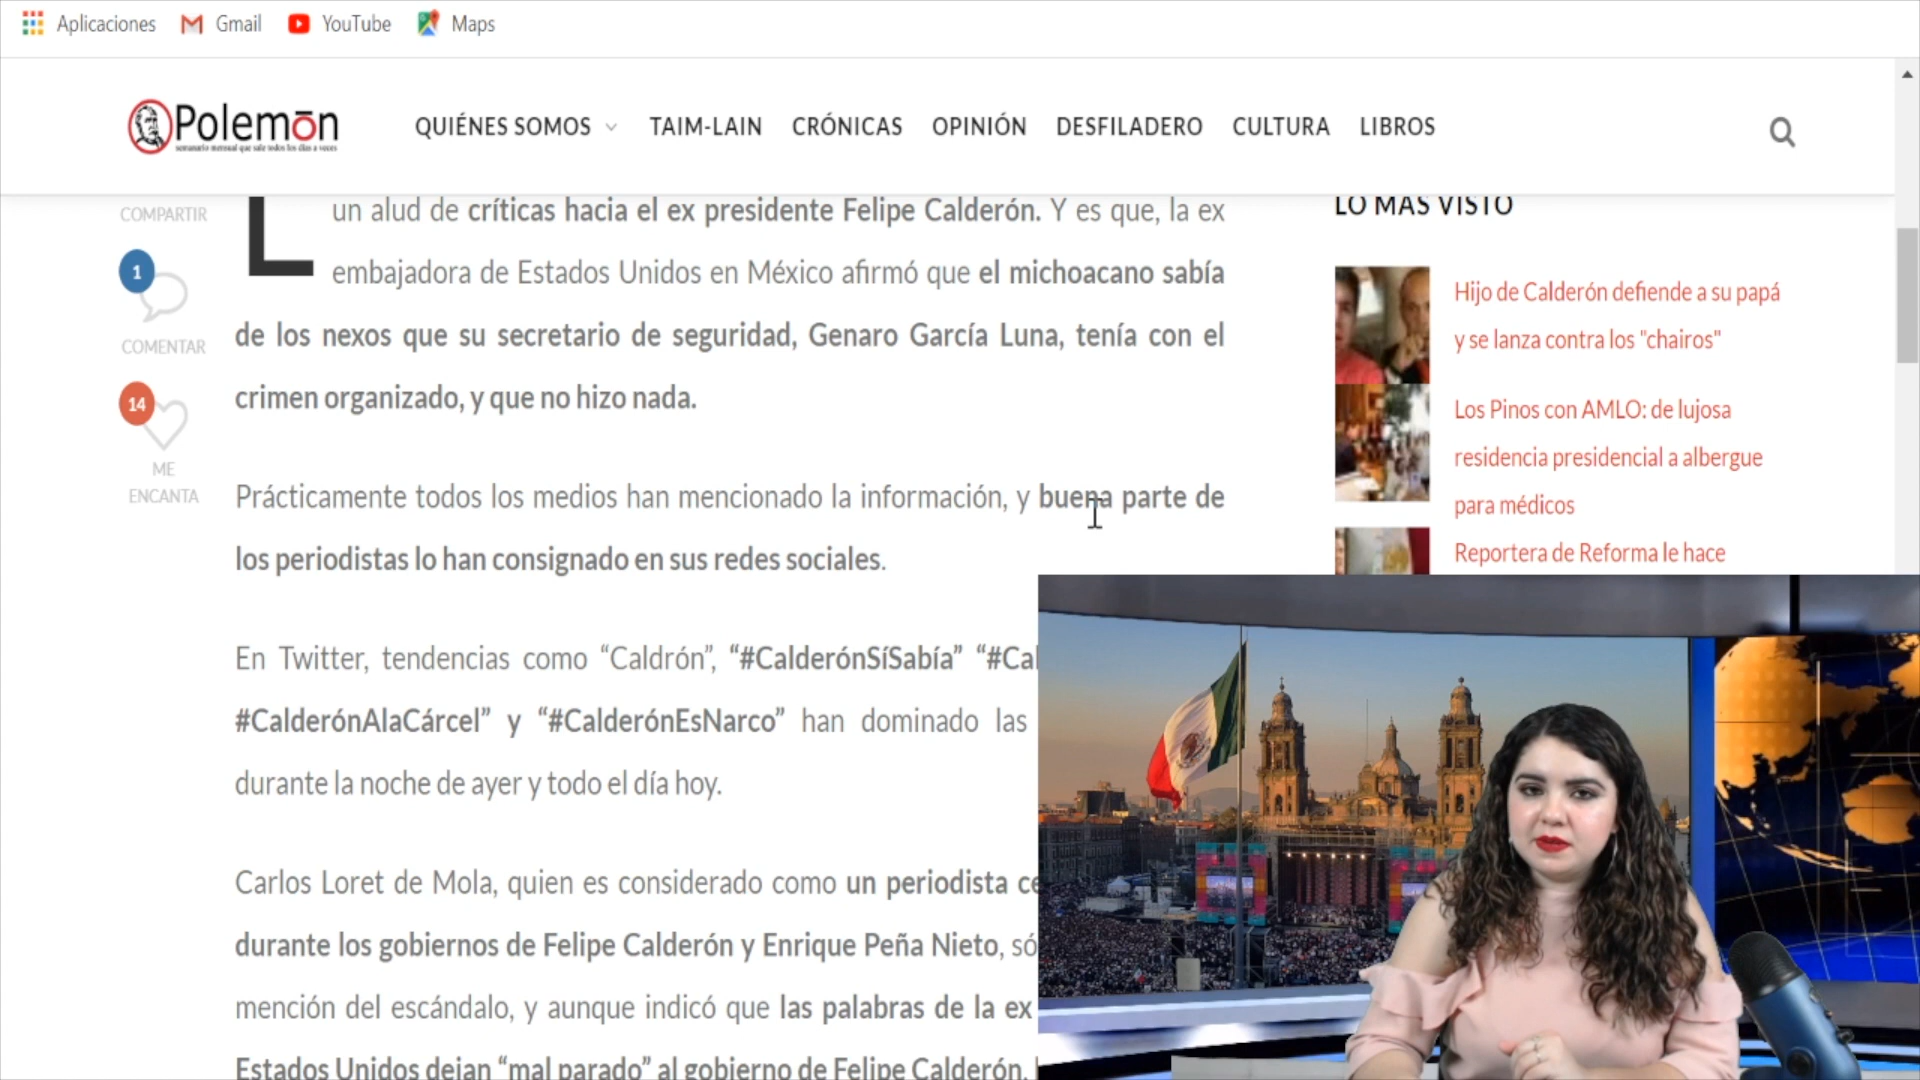 Aplicaciones Gmail YouTube Maps
Polemōn
semanario mensual que sale todos los días a veces
QUIÉNES SOMOS TAIM-LAIN CRÓNICAS OPINIÓN DESFILADERO CULTURA LIBROS
COMPARTIR
1
COMENTAR
14
ME
ENCANTA
L
un alud de críticas hacia el ex presidente Felipe Calderón. Y es que, la ex
embajadora de Estados Unidos en México afirmó que el michoacano sabía
de los nexos que su secretario de seguridad, Genaro García Luna, tenía con el
crimen organizado, y que no hizo nada.
Prácticamente todos los medios han mencionado la información, y buena parte de
los periodistas lo han consignado en sus redes sociales.
En Twitter, tendencias como “Caldrón”, “#CalderónSíSabía” “#Cal
#CalderónAlaCárcel” y “#CalderónEsNarco” han dominado las
durante la noche de ayer y todo el día hoy.
Carlos Loret de Mola, quien es considerado como un periodista ce
durante los gobiernos de Felipe Calderón y Enrique Peña Nieto, só
mención del escándalo, y aunque indicó que las palabras de la ex
Estados Unidos dejan “mal parado” al gobierno de Felipe Calderón,
LO MÁS VISTO
Hijo de Calderón defiende a su papá
y se lanza contra los "chairos"
Los Pinos con AMLO: de lujosa
residencia presidencial a albergue
para médicos
Reportera de Reforma le hace